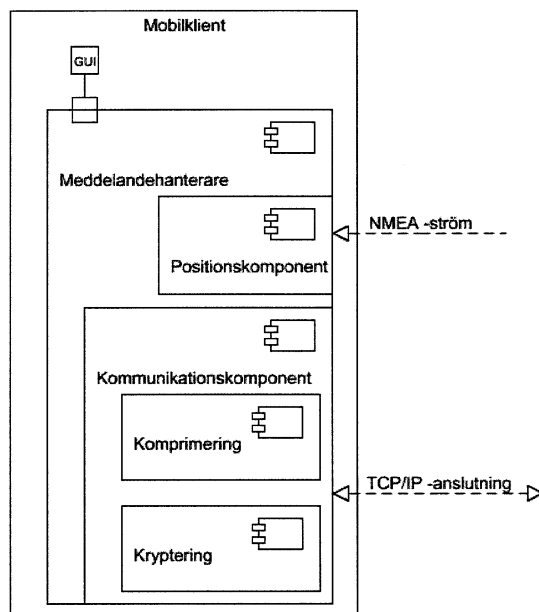 Mobilklient
GUI
Meddelandehanterare
NMEA -ström
Positionskomponent
Kommunikationskomponent
Komprimering
TCP/IP -anslutning
Kryptering